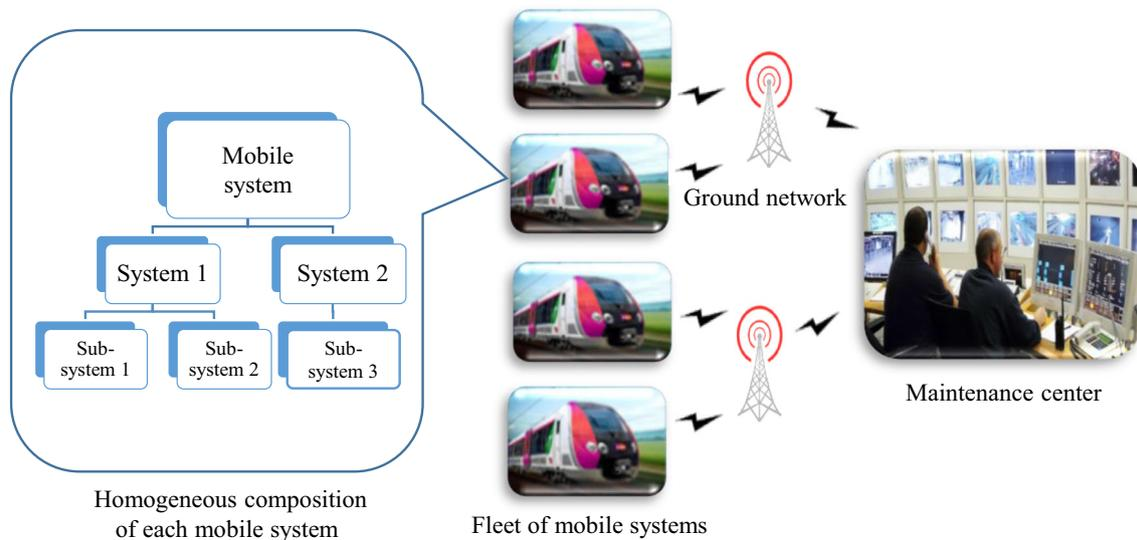 Mobile
system
System 1
System 2
Sub-
system 1
Sub-
system 2
Sub-
system 3
Homogeneous composition
of each mobile system
Fleet of mobile systems
Ground network
Maintenance center